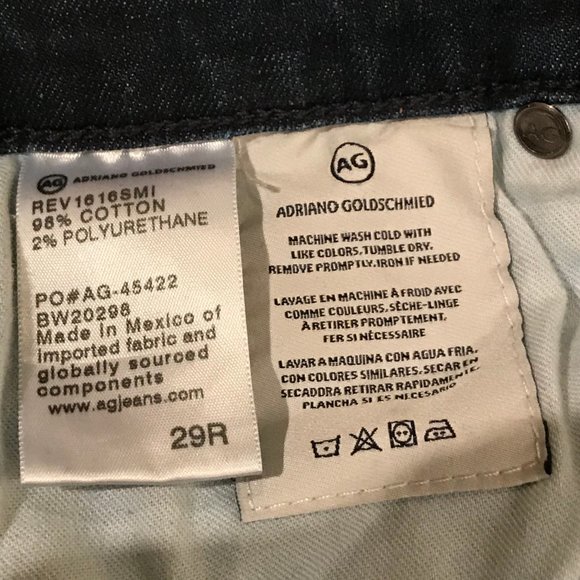 AG ADRIANO GOLDSCHMIED
REV1616SMI
98% COTTON
2% POLYURETHANE
PO#AG-45422
BW20298
Made in Mexico of
imported fabric and
globally sourced
components
www.agjeans.com
29R
AG
ADRIANO GOLDSCHMIED
MACHINE WASH COLD WITH
LIKE COLORS, TUMBLE DRY.
REMOVE PROMPTLY.IRON IF NEEDED
LAVAGE EN MACHINE À FROID AVEC
COMME COULEURS. SÈCHE-LINGE
À RETIRER PROMPTEMENT,
FER SI NÉCESSAIRE
LAVAR A MAQUINA CON AGUA FRIA.
CON COLORES SIMILARES. SECAR EN
SECADORA RETIRAR RAPIDAMENTE.
PLANCHA SI ES NECESARIO
AG